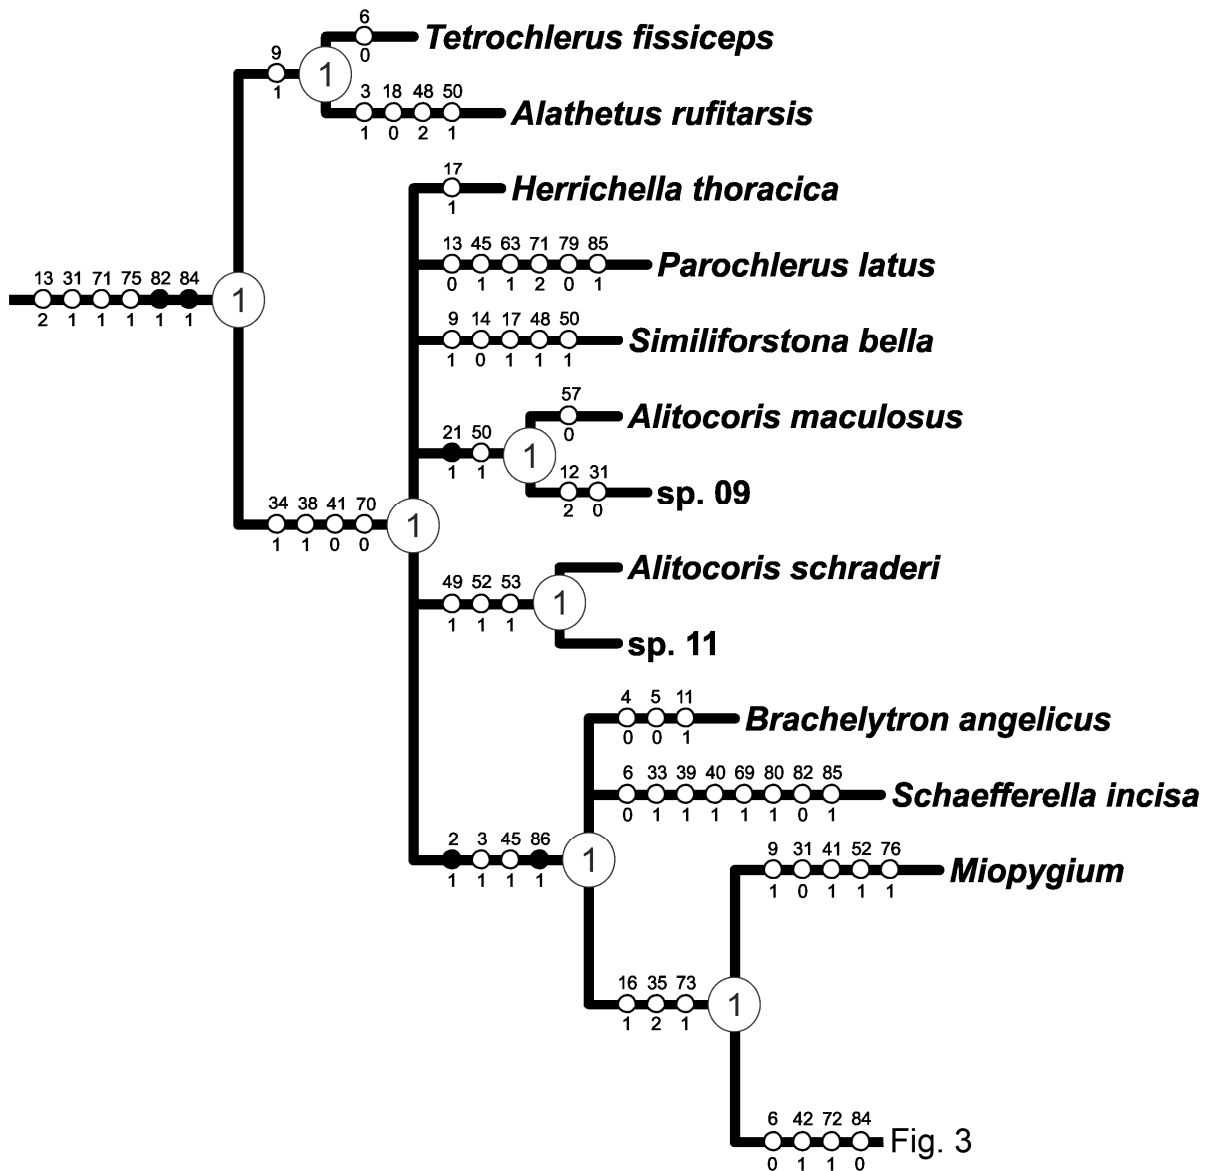 6
Tetrochlerus fissiceps
0
9
1
1
3 18 48 50
Alathetus rufitarsis
1 0 2 1
17
Herrichella thoracica
1
13 45 63 71 79 85
Parochlerus latus
0 1 1 2 0 1
13 31 71 75 82 84
1
2 1 1 1 1 1
9 14 17 48 50
Similiforstona bella
1 0 1 1 1
57
Alitocoris maculosus
0
21 50
1
1 1
12 31
sp. 09
2 0
34 38 41 70
1
1 1 0 0
Alitocoris schraderi
49 52 53
1
1 1 1
sp. 11
4 5 11
Brachelytron angelicus
0 0 1
6 33 39 40 69 80 82 85
Schaefferella incisa
0 1 1 1 1 1 0 1
2 3 45 86
1
1 1 1 1
9 31 41 52 76
Miopygium
1 0 1 1 1
16 35 73
1
1 2 1
6 42 72 84
Fig. 3
0 1 1 0